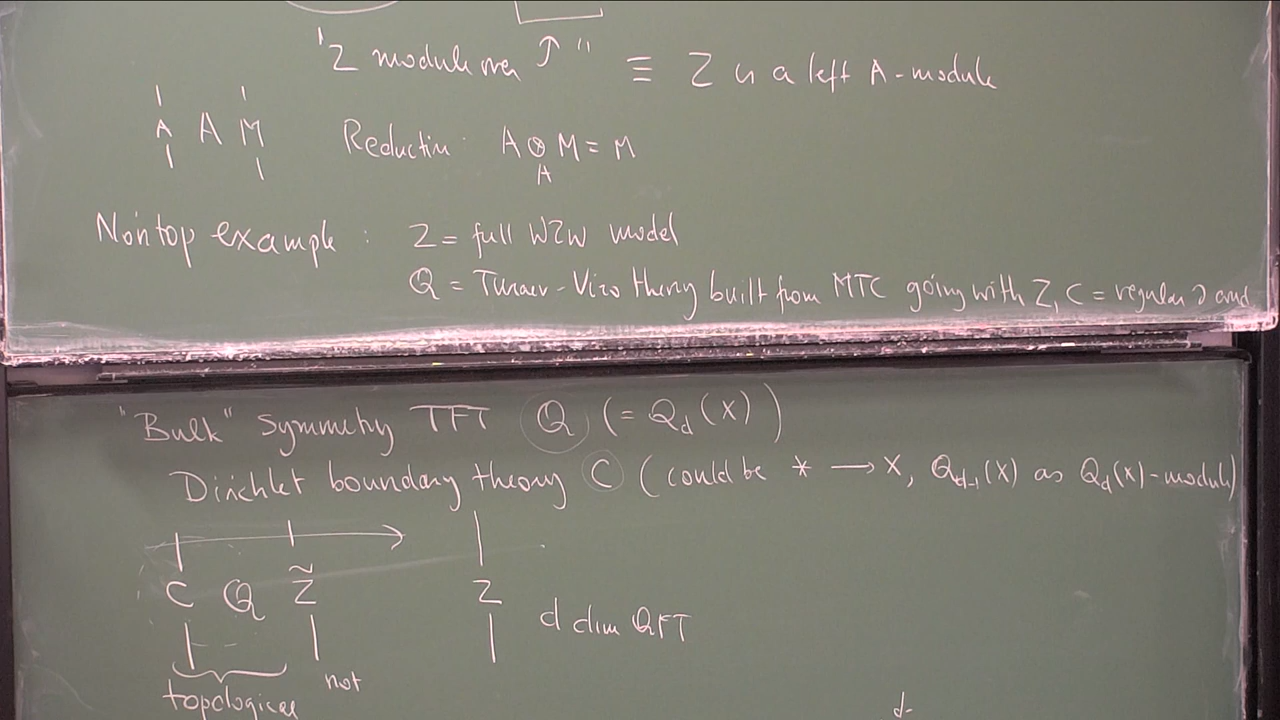 "Z module over ↑" ≡ Z is a left A-module
A A M Reduction: A ⊗ M = M
A
Nontop example: Z = full WZW model
Q = Turaev-Viro theory built from MTC going with Z, C = regular ∂ cond
"Bulk" symmetry TFT Q (= Q_d(X))
Dirichlet boundary theory C (could be * → X, Q_{d-1}(X) as Q_d(X)-module)
C Q Z̃ Z d dim QFT
topological not
d-